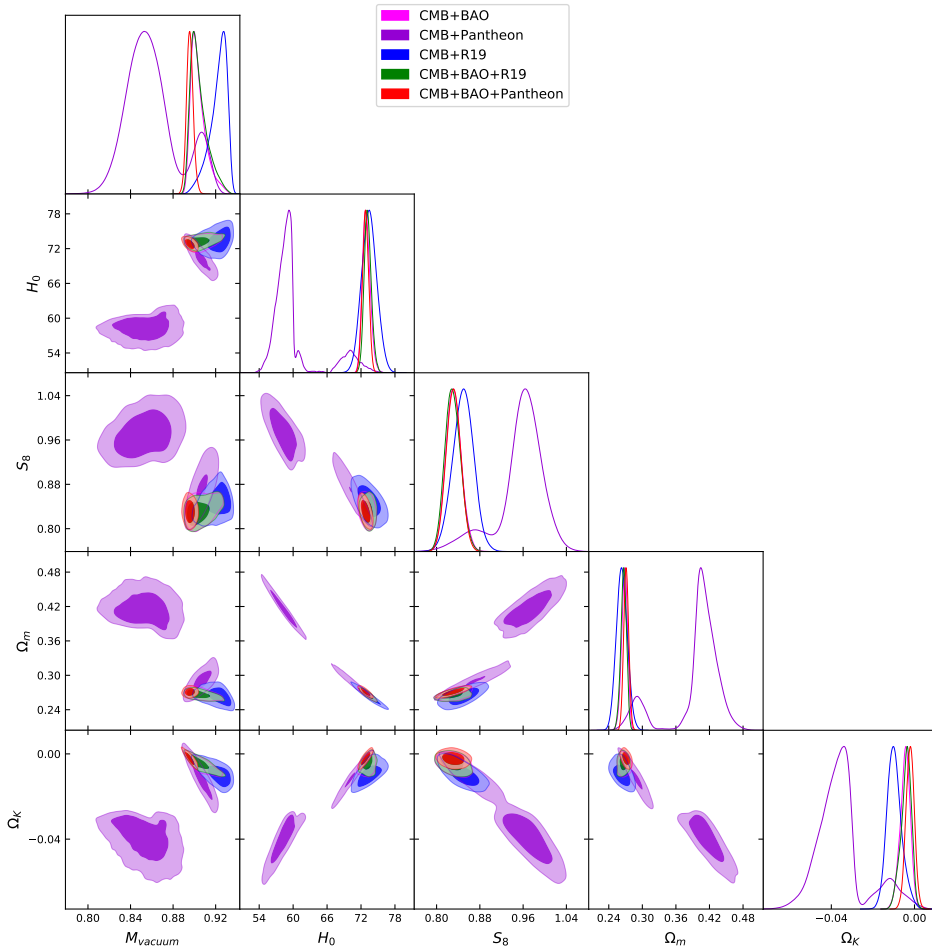 CMB+BAO
CMB+Pantheon
CMB+R19
CMB+BAO+R19
CMB+BAO+Pantheon
78
72
66
60
54
H₀
1.04
0.96
0.88
0.80
S₈
0.48
0.40
0.36
0.30
0.24
Ωₘ
0.00
−0.04
Ω_K
0.80 0.84 0.88 0.92
M_vacuum
54 60 66 72 78
H₀
0.80 0.88 0.96 1.04
S₈
0.24 0.30 0.36 0.42 0.48
Ωₘ
−0.04 0.00
Ω_K